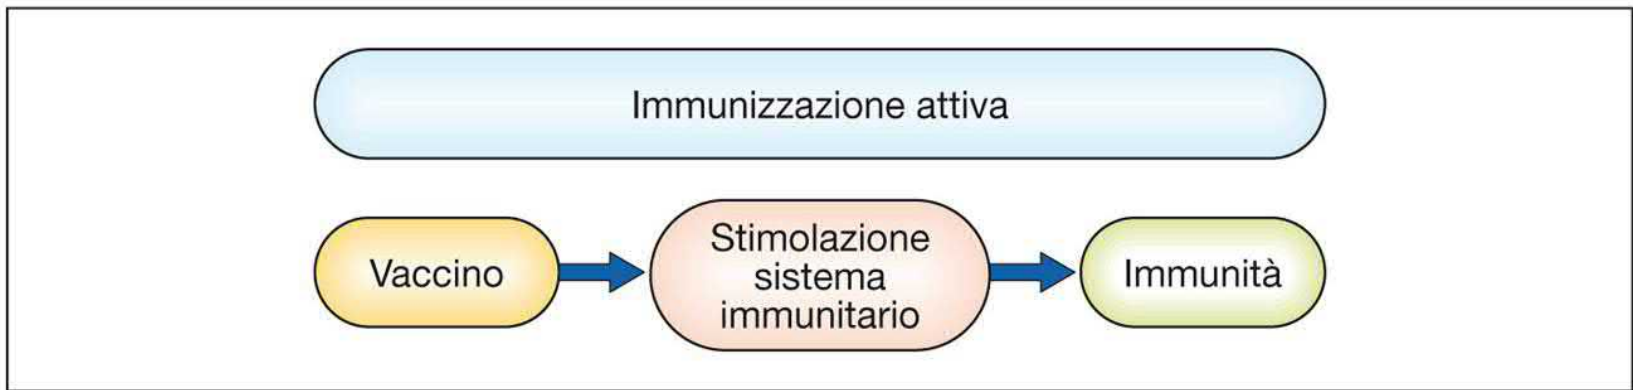 Immunizzazione attiva
Vaccino
Stimolazione
sistema
immunitario
Immunità